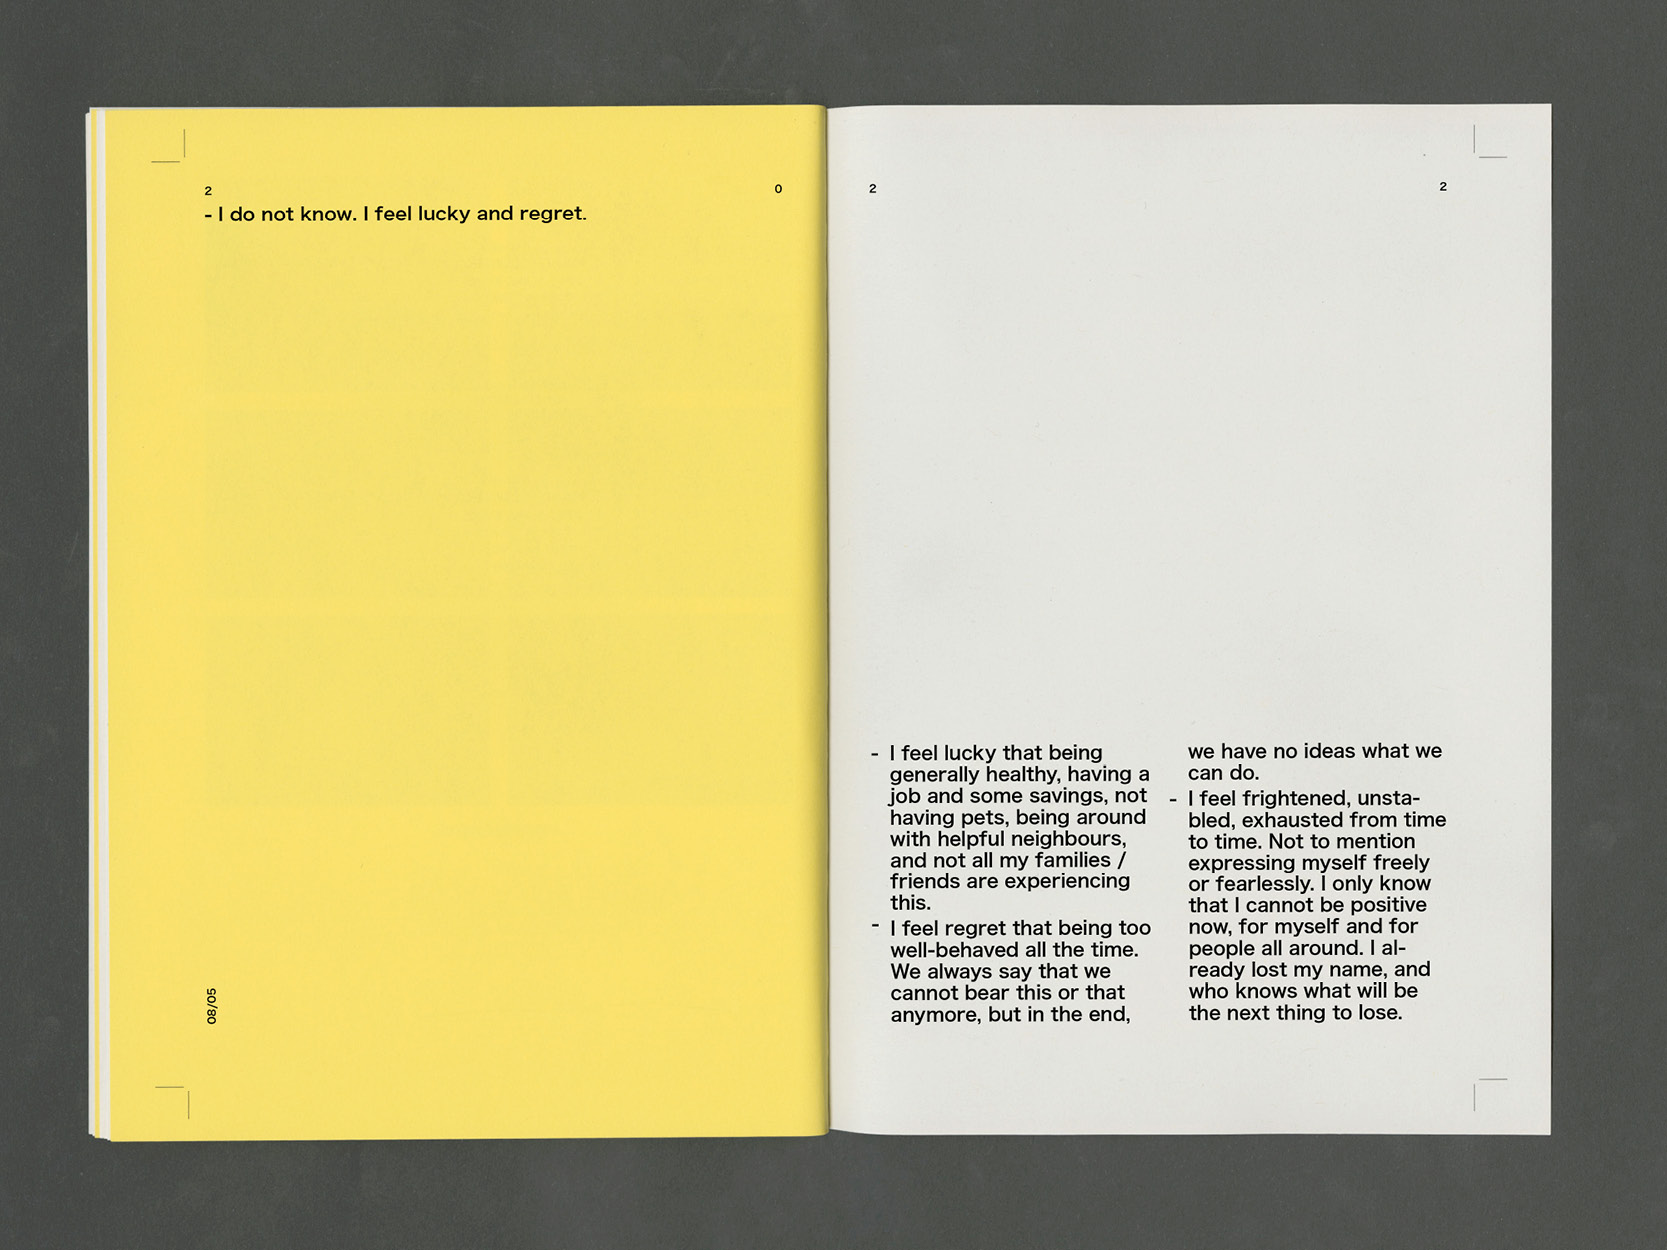 2 0
- I do not know. I feel lucky and regret.
08/05
2 2
- I feel lucky that being
generally healthy, having a
job and some savings, not
having pets, being around
with helpful neighbours,
and not all my families /
friends are experiencing
this.
- I feel regret that being too
well-behaved all the time.
We always say that we
cannot bear this or that
anymore, but in the end,
we have no ideas what we
can do.
- I feel frightened, unsta-
bled, exhausted from time
to time. Not to mention
expressing myself freely
or fearlessly. I only know
that I cannot be positive
now, for myself and for
people all around. I al-
ready lost my name, and
who knows what will be
the next thing to lose.